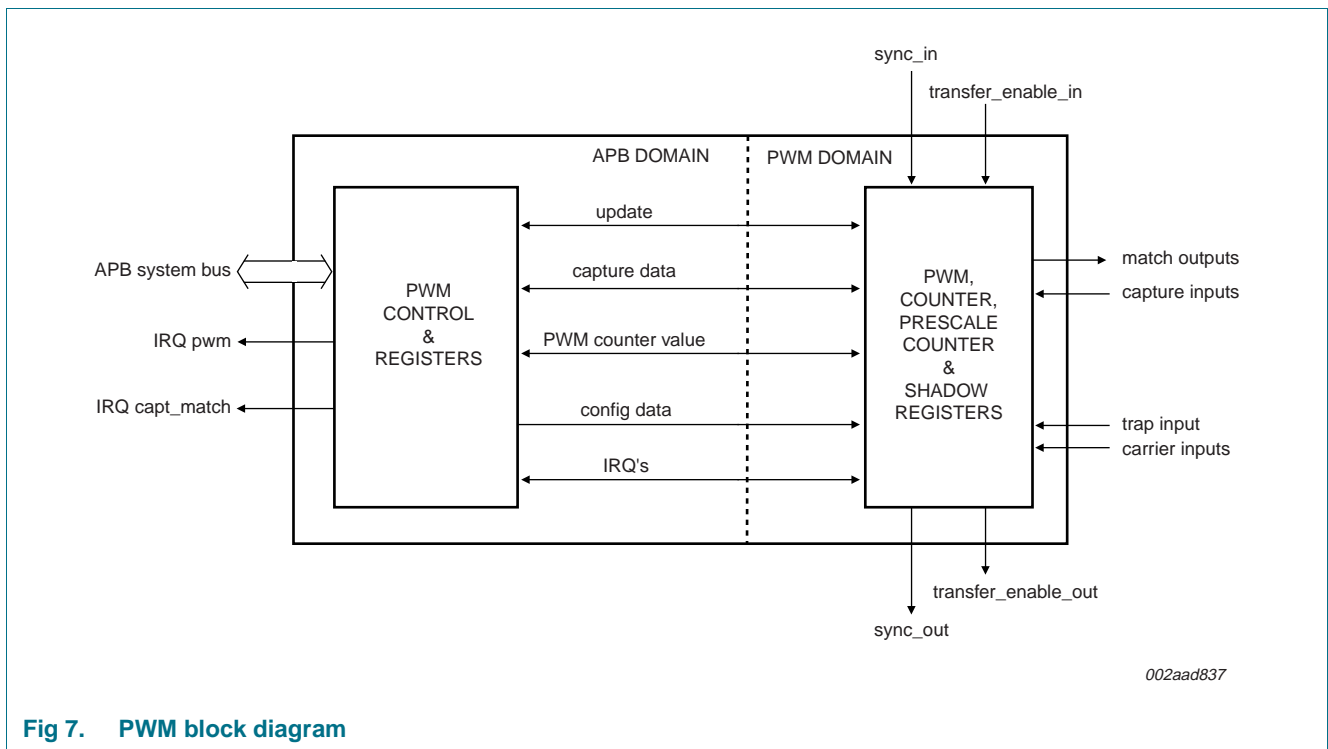 sync_in
transfer_enable_in
APB DOMAIN
PWM DOMAIN
update
APB system bus
capture data
match outputs
capture inputs
PWM
CONTROL
&
REGISTERS
PWM,
COUNTER,
PRESCALE
COUNTER
&
SHADOW
REGISTERS
IRQ pwm
PWM counter value
IRQ capt_match
config data
trap input
carrier inputs
IRQ's
transfer_enable_out
sync_out
002aad837
Fig 7. PWM block diagram